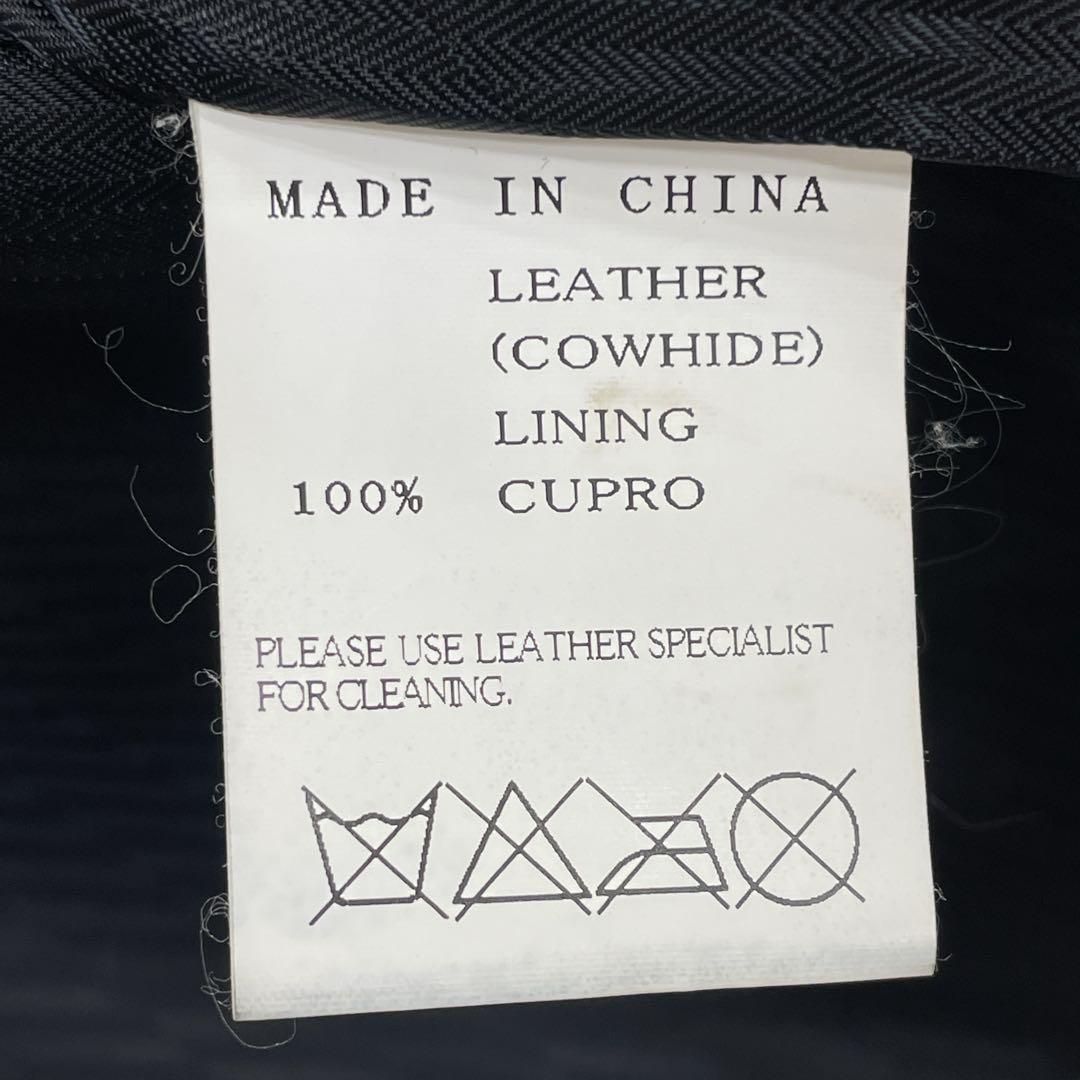 MADE IN CHINA
LEATHER
(COWHIDE)
LINING
100% CUPRO
PLEASE USE LEATHER SPECIALIST
FOR CLEANING.